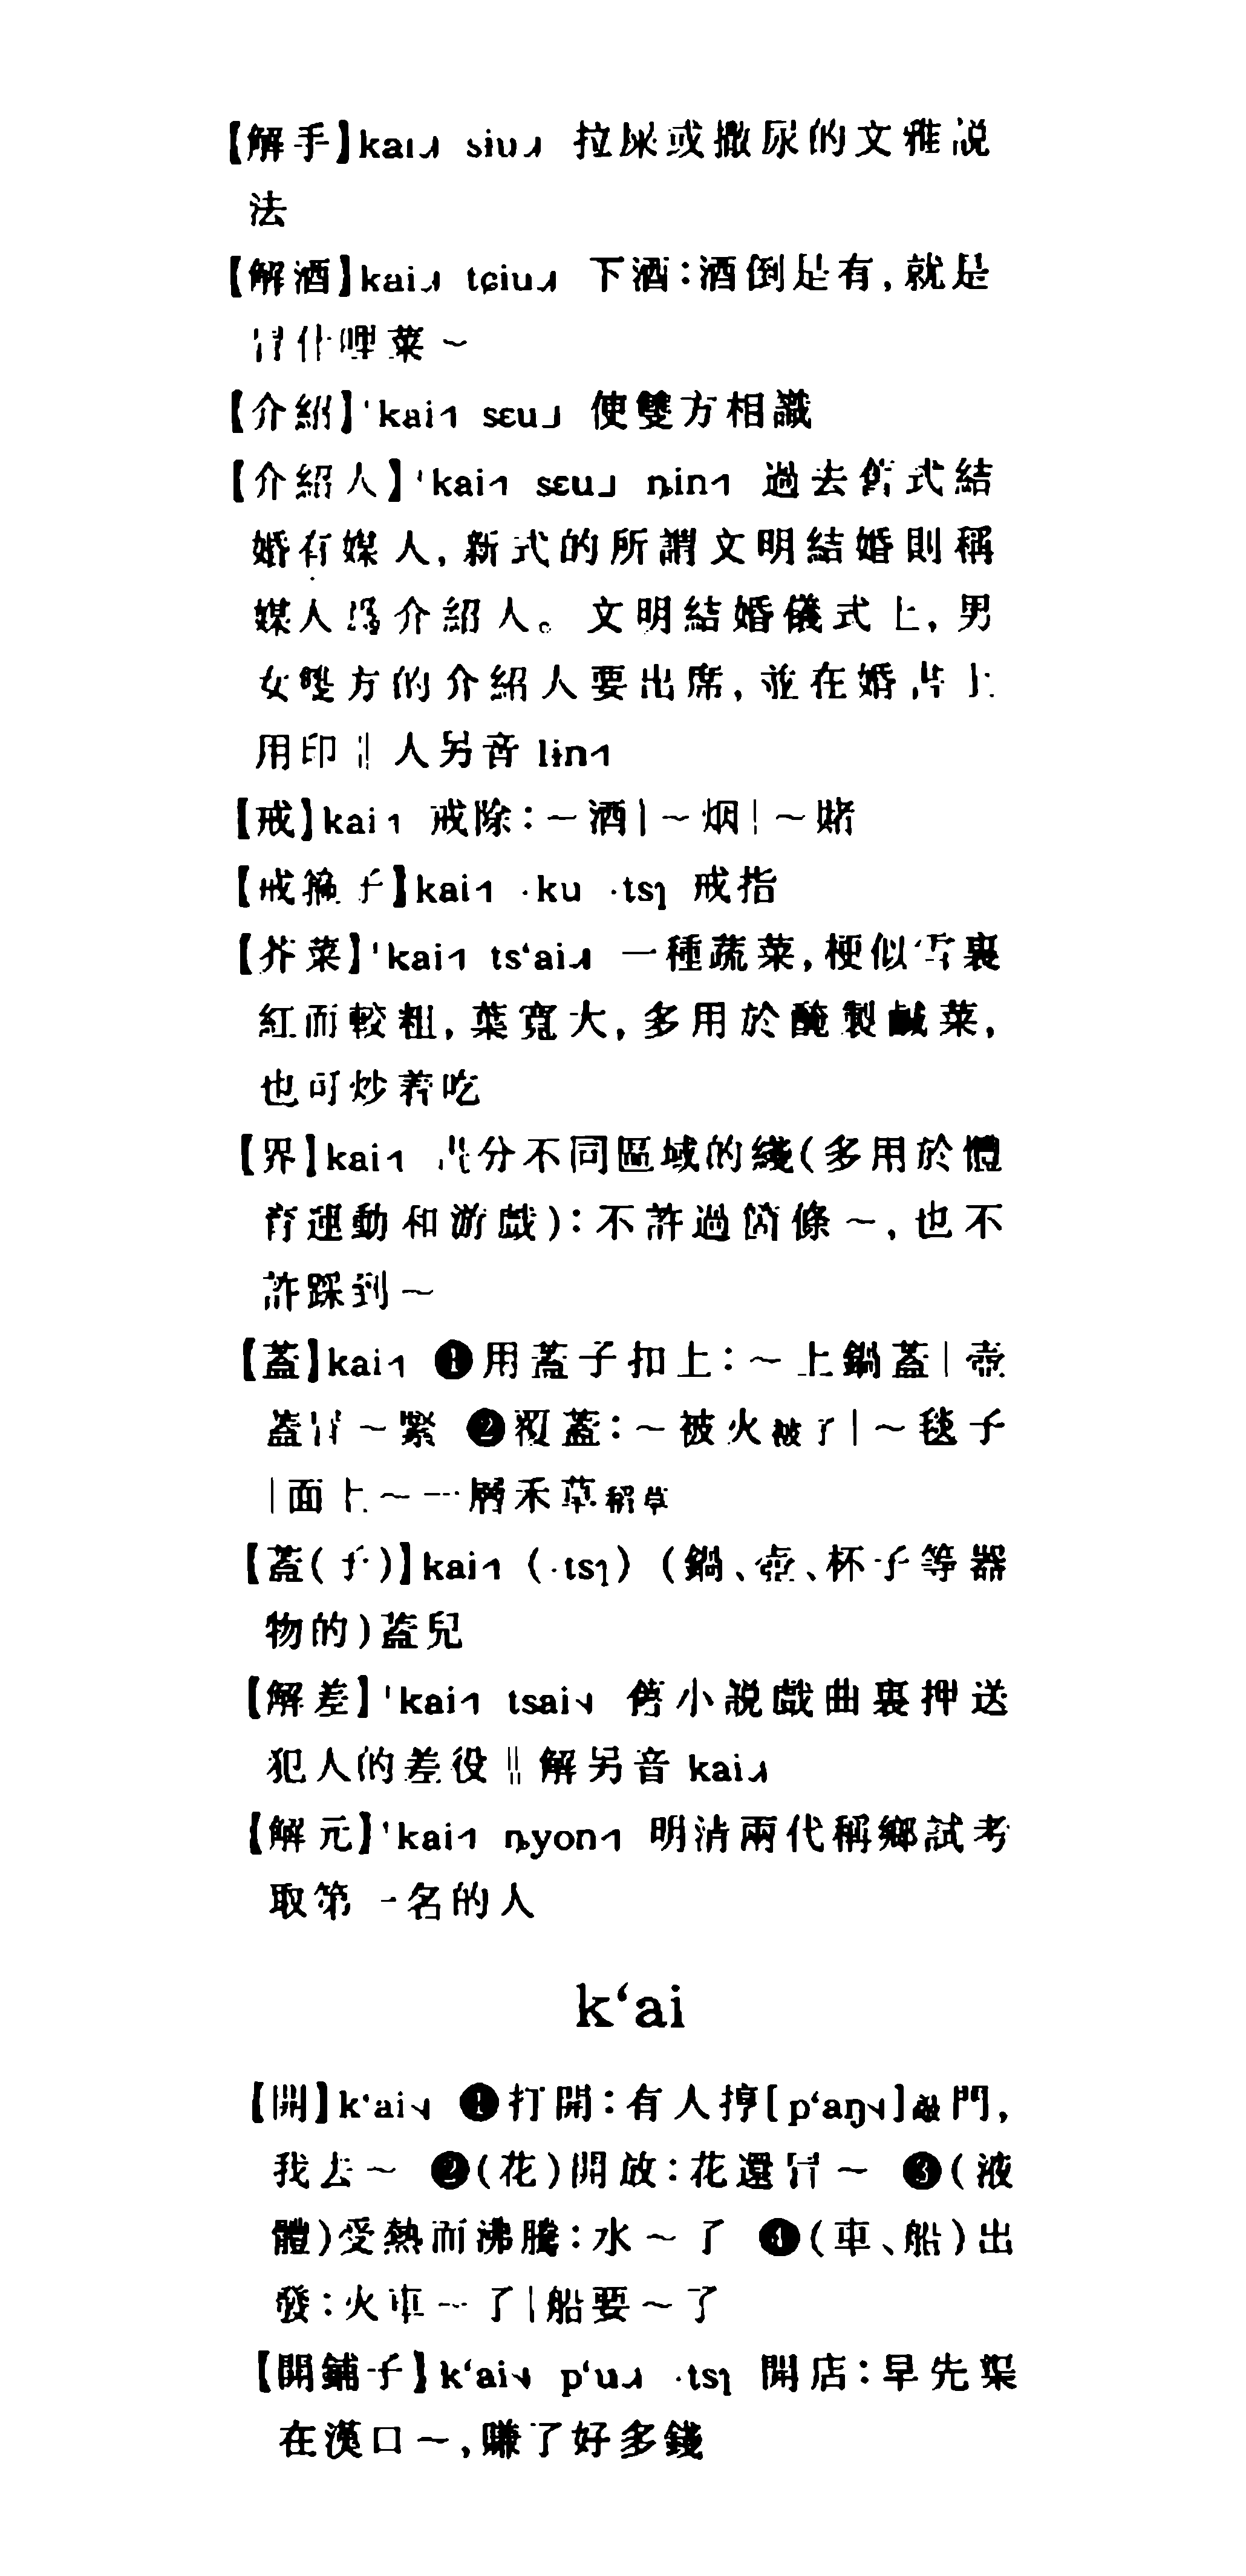 【解手】kai˩˧ siu˩˧ 拉屎或撒尿的文雅説
法
【解酒】kai˩˧ tɕiu˩˧ 下酒：酒倒是有，就是
冇什哩菜～
【介紹】ˈkai˦˥ sɛu˩ 使雙方相識
【介紹人】ˈkai˦˥ sɛu˩ ȵin˦˥ 過去舊式結
婚有媒人，新式的所謂文明結婚則稱
媒人爲介紹人。文明結婚儀式上，男
女雙方的介紹人要出席，並在婚書上
用印 ‖ 人另音 lin˦˥
【戒】kai˦˥ 戒除：～酒｜～烟｜～賭
【戒箍子】kai˦˥ ·ku ·tsɿ 戒指
【芥菜】ˈkai˦˥ tsʻai˩˧ 一種蔬菜，梗似雪裏
紅而較粗，葉寬大，多用於醃製鹹菜，
也可炒着吃
【界】kai˦˥ 此分不同區域的綫（多用於體
育運動和游戲）：不許過箇條～，也不
許踩到～
【蓋】kai˦˥ ❶用蓋子扣上：～上鍋蓋｜壺
蓋冇～緊 ❷覆蓋：～被火被了｜～毯子
｜面上～一層禾草稻草
【蓋（子）】kai˦˥（·tsɿ）（鍋、壺、杯子等器
物的）蓋兒
【解差】ˈkai˦˥ tsai˧˨ 舊小説戲曲裏押送
犯人的差役 ‖ 解另音 kai˩˧
【解元】ˈkai˦˥ ȵyon˦˥ 明清兩代稱鄉試考
取第一名的人
kʻai
【開】kʻai˧˨ ❶打開：有人揨[pʻaŋ˧˨]敲門，
我去～ ❷（花）開放：花還冇～ ❸（液
體）受熱而沸騰：水～了 ❹（車、船）出
發：火車～了｜船要～了
【開鋪子】kʻai˧˨ pʻu˩˧ ·tsɿ 開店：早先渠
在漢口～，賺了好多錢